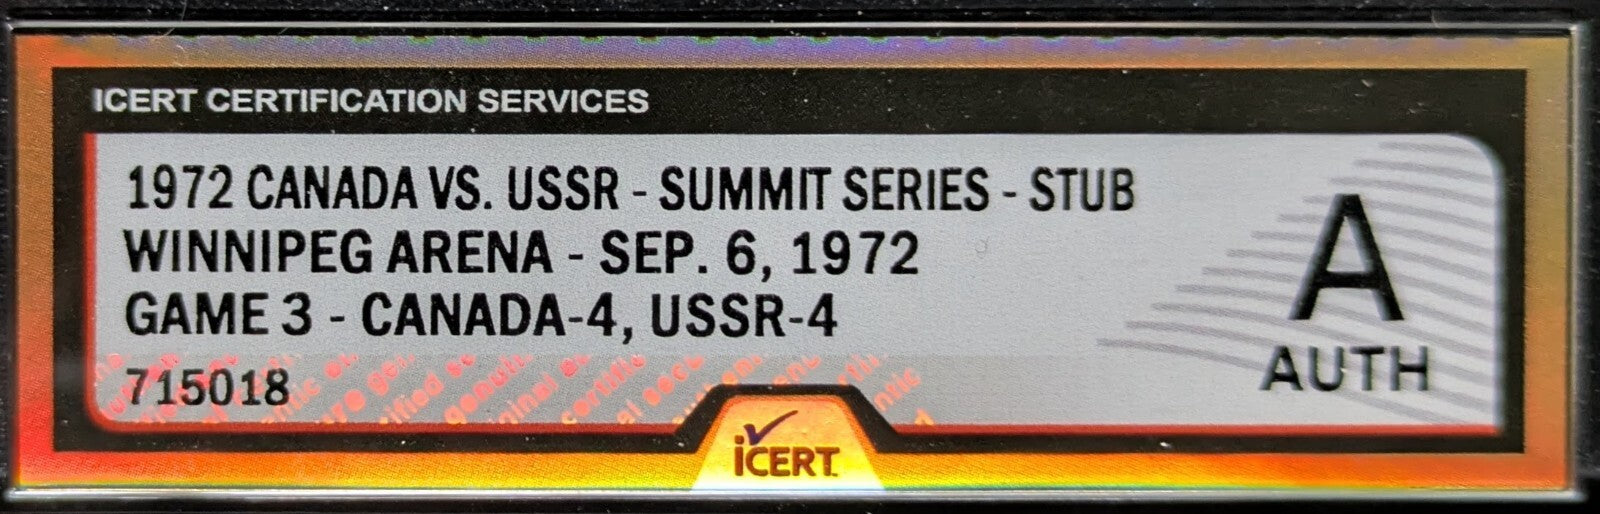 ICERT CERTIFICATION SERVICES
1972 CANADA VS. USSR - SUMMIT SERIES - STUB
WINNIPEG ARENA - SEP. 6, 1972
GAME 3 - CANADA-4, USSR-4
715018
A
AUTH
iCERT